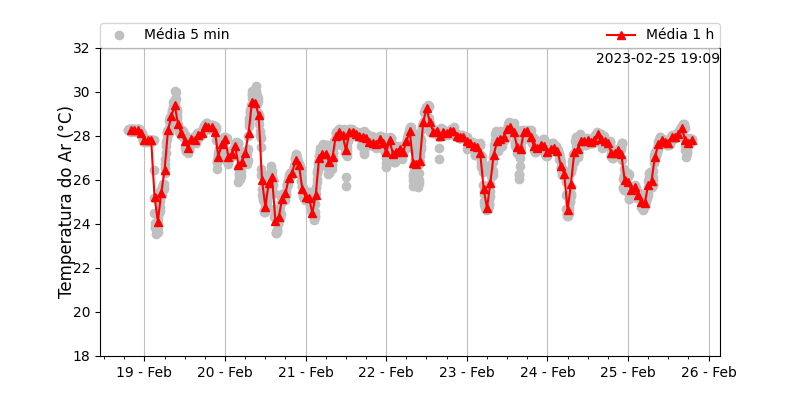 Média 5 min
Média 1 h
2023-02-25 19:09
Temperatura do Ar (°C)
32
30
28
26
24
22
20
18
19 - Feb
20 - Feb
21 - Feb
22 - Feb
23 - Feb
24 - Feb
25 - Feb
26 - Feb